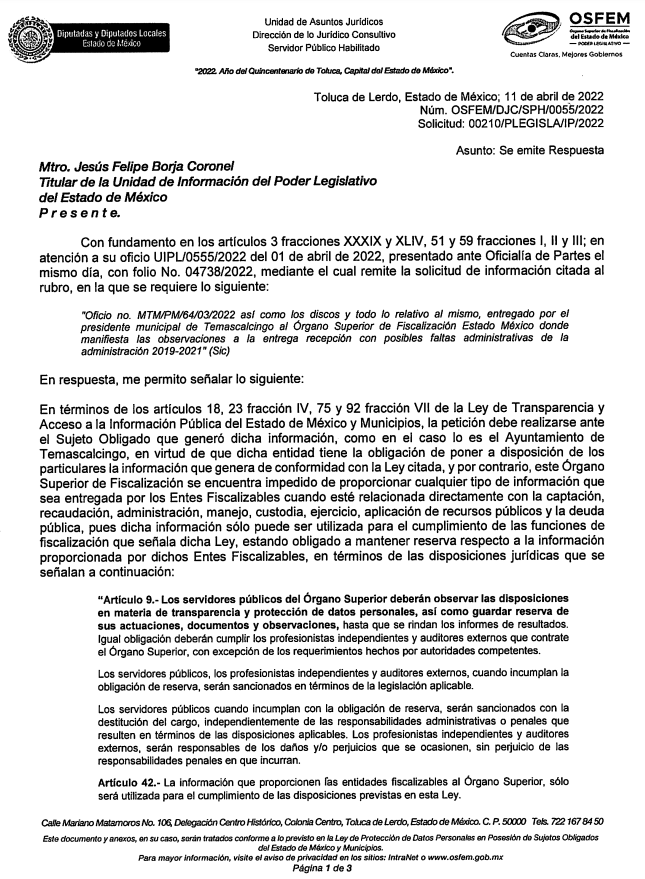 Diputadas y Diputados Locales
Estado de México
Unidad de Asuntos Jurídicos
Dirección de lo Jurídico Consultivo
Servidor Público Habilitado
OSFEM
Órgano Superior de Fiscalización
del Estado de México
PODER LEGISLATIVO
Cuentas Claras, Mejores Gobiernos
"2022. Año del Quincentenario de Toluca, Capital del Estado de México".
Toluca de Lerdo, Estado de México; 11 de abril de 2022
Núm. OSFEM/DJC/SPH/0055/2022
Solicitud: 00210/PLEGISLA/IP/2022
Asunto: Se emite Respuesta
Mtro. Jesús Felipe Borja Coronel
Titular de la Unidad de Información del Poder Legislativo
del Estado de México
P r e s e n t e.
Con fundamento en los artículos 3 fracciones XXXIX y XLIV, 51 y 59 fracciones I, II y III; en
atención a su oficio UIPL/0555/2022 del 01 de abril de 2022, presentado ante Oficialía de Partes el
mismo día, con folio No. 04738/2022, mediante el cual remite la solicitud de información citada al
rubro, en la que se requiere lo siguiente:
"Oficio no. MTM/PM/64/03/2022 así como los discos y todo lo relativo al mismo, entregado por el
presidente municipal de Temascalcingo al Órgano Superior de Fiscalización Estado México donde
manifiesta las observaciones a la entrega recepción con posibles faltas administrativas de la
administración 2019-2021" (Sic)
En respuesta, me permito señalar lo siguiente:
En términos de los artículos 18, 23 fracción IV, 75 y 92 fracción VII de la Ley de Transparencia y
Acceso a la Información Pública del Estado de México y Municipios, la petición debe realizarse ante
el Sujeto Obligado que generó dicha información, como en el caso lo es el Ayuntamiento de
Temascalcingo, en virtud de que dicha entidad tiene la obligación de poner a disposición de los
particulares la información que genera de conformidad con la Ley citada, y por contrario, este Órgano
Superior de Fiscalización se encuentra impedido de proporcionar cualquier tipo de información que
sea entregada por los Entes Fiscalizables cuando esté relacionada directamente con la captación,
recaudación, administración, manejo, custodia, ejercicio, aplicación de recursos públicos y la deuda
pública, pues dicha información sólo puede ser utilizada para el cumplimiento de las funciones de
fiscalización que señala dicha Ley, estando obligado a mantener reserva respecto a la información
proporcionada por dichos Entes Fiscalizables, en términos de las disposiciones jurídicas que se
señalan a continuación:
"Artículo 9.- Los servidores públicos del Órgano Superior deberán observar las disposiciones
en materia de transparencia y protección de datos personales, así como guardar reserva de
sus actuaciones, documentos y observaciones, hasta que se rindan los informes de resultados.
Igual obligación deberán cumplir los profesionistas independientes y auditores externos que contrate
el Órgano Superior, con excepción de los requerimientos hechos por autoridades competentes.
Los servidores públicos, los profesionistas independientes y auditores externos, cuando incumplan la
obligación de reserva, serán sancionados en términos de la legislación aplicable.
Los servidores públicos cuando incumplan con la obligación de reserva, serán sancionados con la
destitución del cargo, independientemente de las responsabilidades administrativas o penales que
resulten en términos de las disposiciones aplicables. Los profesionistas independientes y auditores
externos, serán responsables de los daños y/o perjuicios que se ocasionen, sin perjuicio de las
responsabilidades penales en que incurran.
Artículo 42.- La información que proporcionen las entidades fiscalizables al Órgano Superior, sólo
será utilizada para el cumplimiento de las disposiciones previstas en esta Ley.
Calle Mariano Matamoros No. 106, Delegación Centro Histórico, Colonia Centro, Toluca de Lerdo, Estado de México. C. P. 50000 Tels. 722 167 84 50
Este documento y anexos, en su caso, serán tratados conforme a lo previsto en la Ley de Protección de Datos Personales en Posesión de Sujetos Obligados
del Estado de México y Municipios.
Para mayor información, visite el aviso de privacidad en los sitios: IntraNet o www.osfem.gob.mx
Página 1 de 3